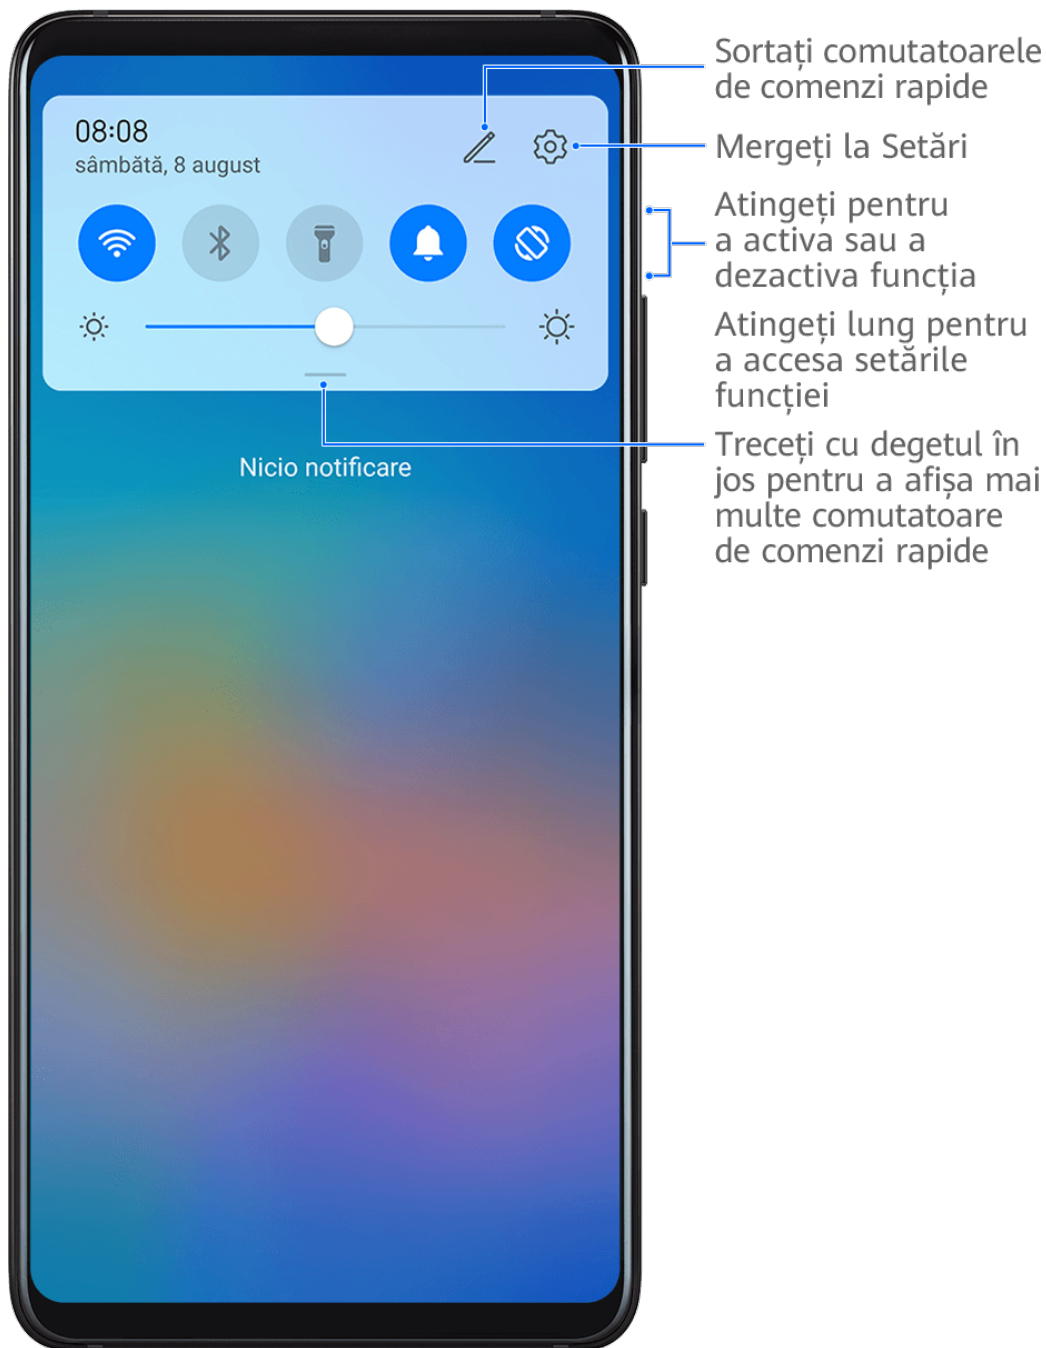 08:08
sâmbătă, 8 august
Nicio notificare
Sortați comutatoarele
de comenzi rapide
Mergeți la Setări
Atingeți pentru
a activa sau a
dezactiva funcția
Atingeți lung pentru
a accesa setările
funcției
Treceți cu degetul în
jos pentru a afișa mai
multe comutatoare
de comenzi rapide